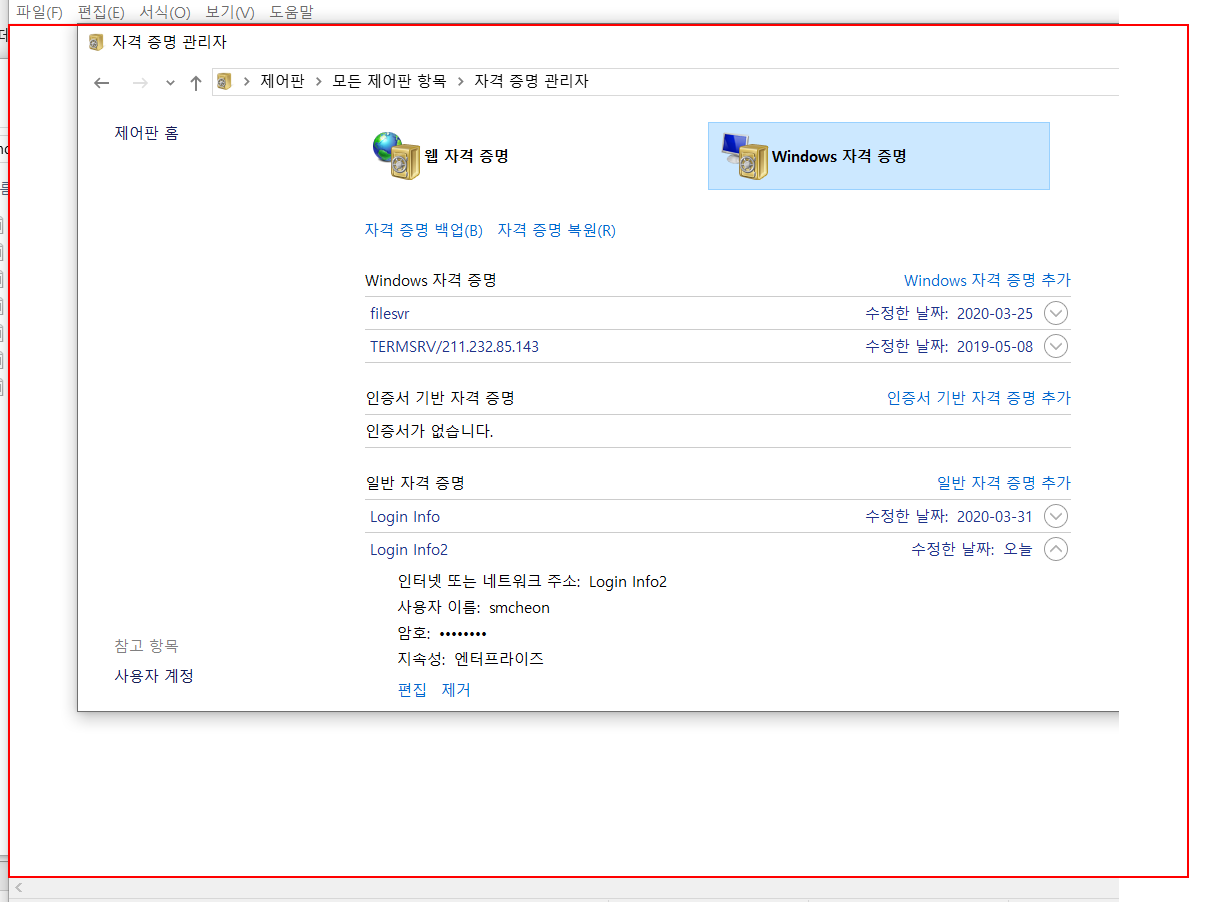 파일(F) 편집(E) 서식(O) 보기(V) 도움말
자격 증명 관리자
제어판 모든 제어판 항목 자격 증명 관리자
제어판 홈
웹 자격 증명
Windows 자격 증명
자격 증명 백업(B) 자격 증명 복원(R)
Windows 자격 증명 Windows 자격 증명 추가
filesvr 수정한 날짜: 2020-03-25
TERMSRV/211.232.85.143 수정한 날짜: 2019-05-08
인증서 기반 자격 증명 인증서 기반 자격 증명 추가
인증서가 없습니다.
일반 자격 증명 일반 자격 증명 추가
Login Info 수정한 날짜: 2020-03-31
Login Info2 수정한 날짜: 오늘
인터넷 또는 네트워크 주소: Login Info2
사용자 이름: smcheon
암호: ••••••••
지속성: 엔터프라이즈
편집 제거
참고 항목
사용자 계정